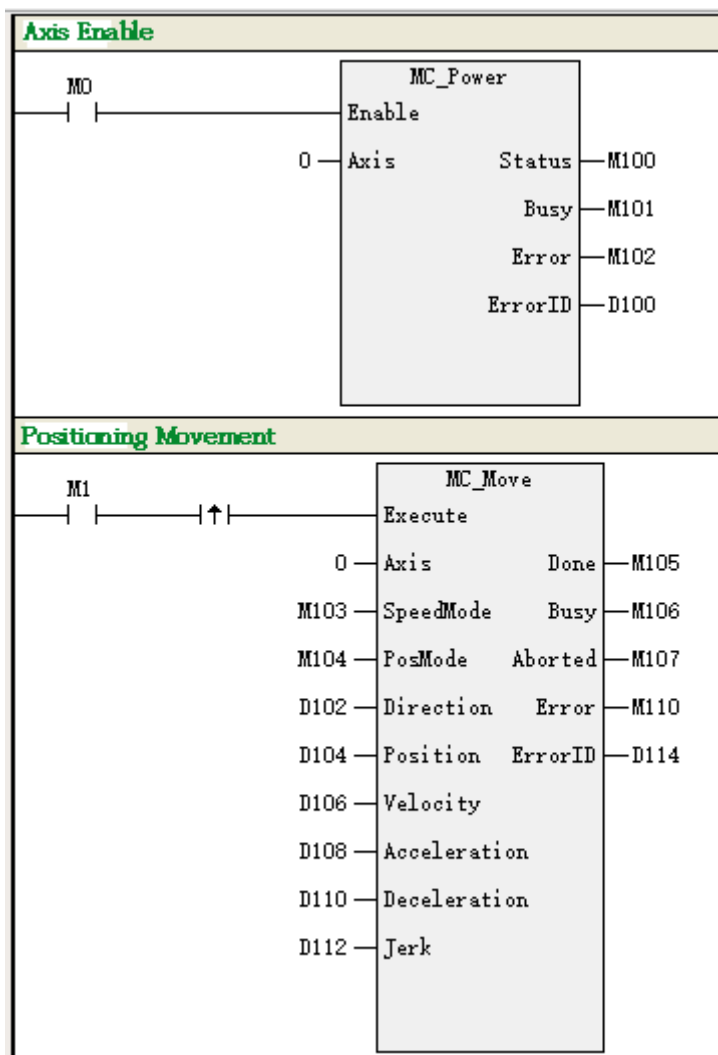 Axis Enable
M0
MC_Power
Enable
0 Axis Status M100
Busy M101
Error M102
ErrorID D100
Positioning Movement
M1
MC_Move
Execute
0 Axis Done M105
M103 SpeedMode Busy M106
M104 PosMode Aborted M107
D102 Direction Error M110
D104 Position ErrorID D114
D106 Velocity
D108 Acceleration
D110 Deceleration
D112 Jerk